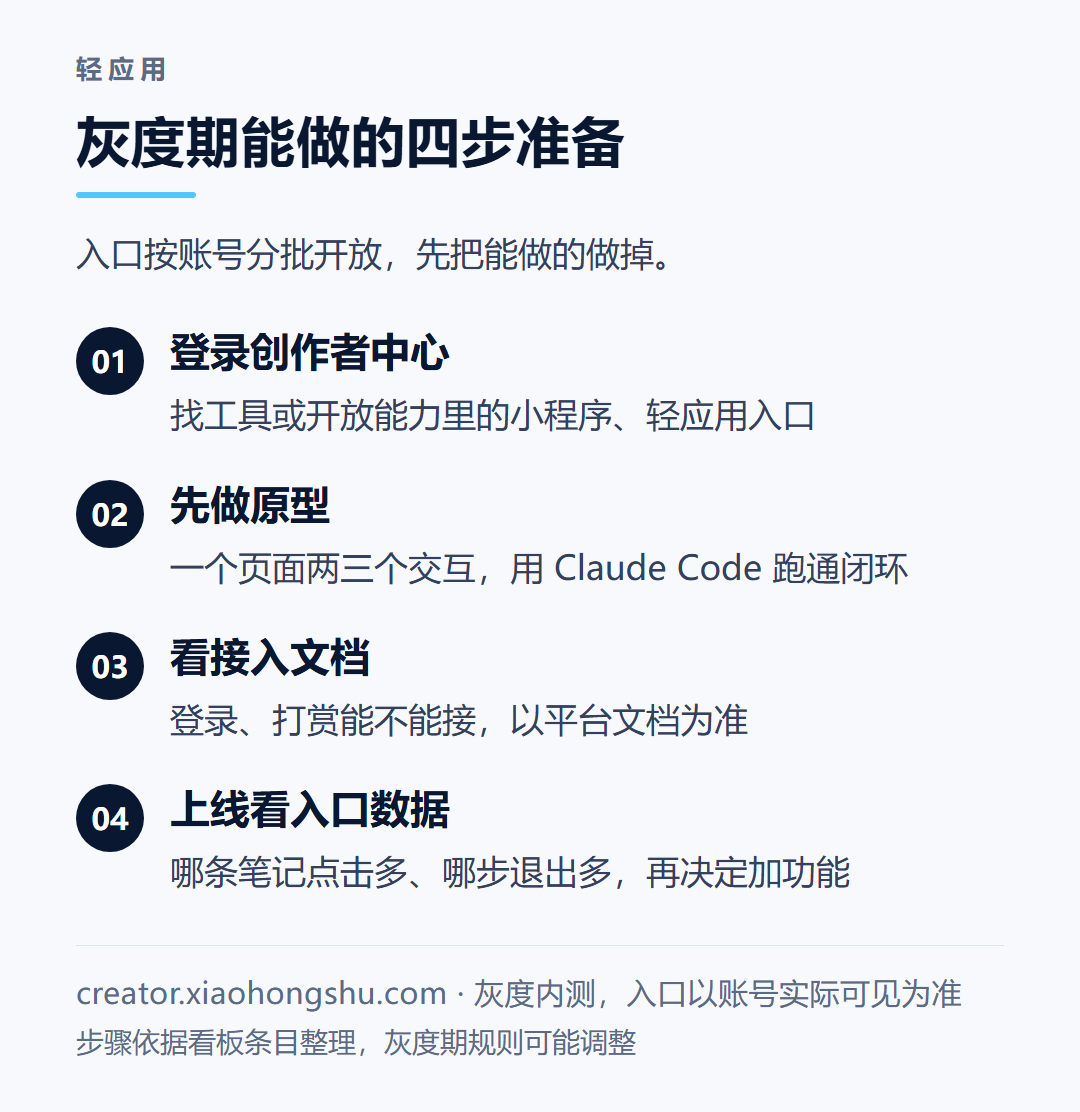 轻应用
灰度期能做的四步准备
入口按账号分批开放，先把能做的做掉。
01
登录创作者中心
找工具或开放能力里的小程序、轻应用入口
02
先做原型
一个页面两三个交互，用 Claude Code 跑通闭环
03
看接入文档
登录、打赏能不能接，以平台文档为准
04
上线看入口数据
哪条笔记点击多、哪步退出多，再决定加功能
creator.xiaohongshu.com · 灰度内测，入口以账号实际可见为准
步骤依据看板条目整理，灰度期规则可能调整